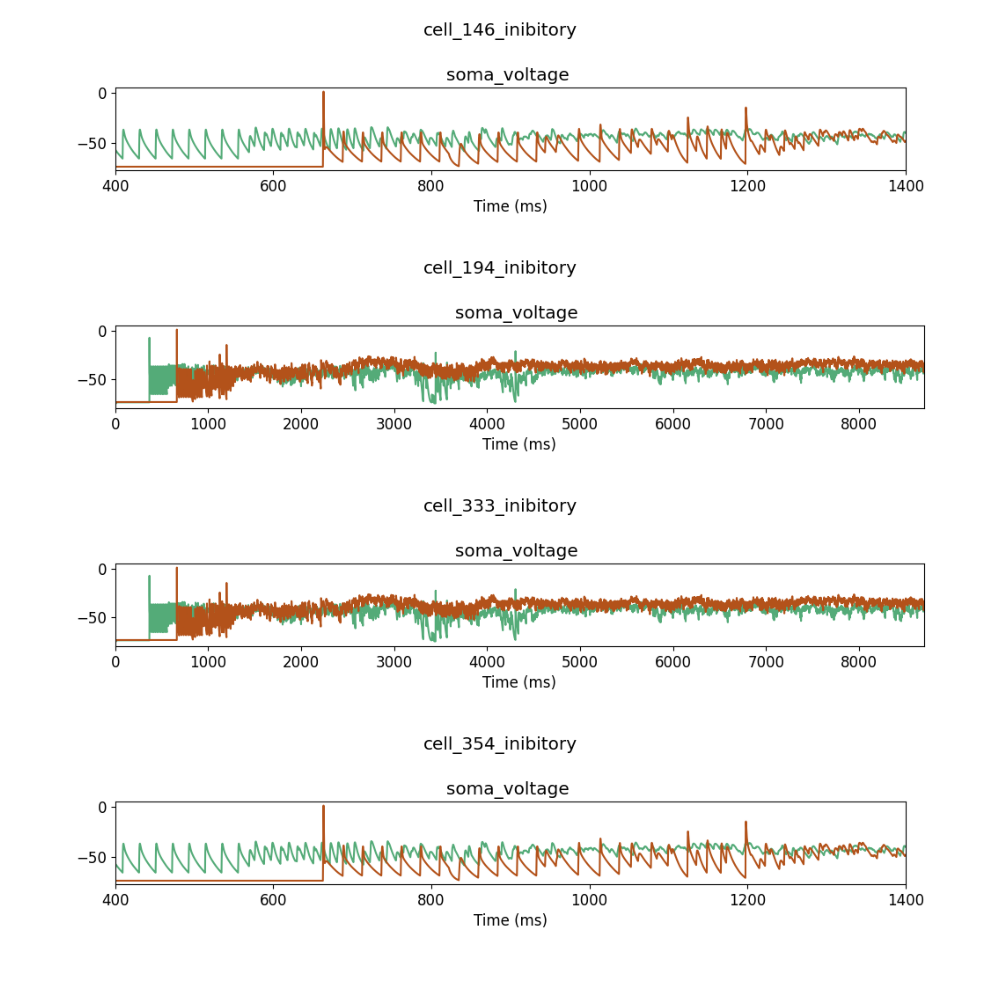 cell_146_inibitory
soma_voltage
0
−50
400 600 800 1000 1200 1400
Time (ms)
cell_194_inibitory
soma_voltage
0
−50
0 1000 2000 3000 4000 5000 6000 7000 8000
Time (ms)
cell_333_inibitory
soma_voltage
0
−50
0 1000 2000 3000 4000 5000 6000 7000 8000
Time (ms)
cell_354_inibitory
soma_voltage
0
−50
400 600 800 1000 1200 1400
Time (ms)